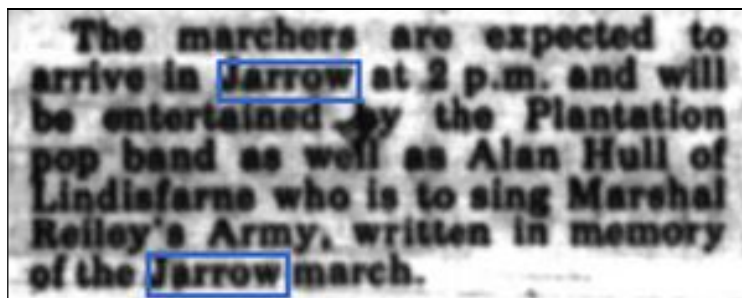 The marchers are expected to
arrive in Jarrow at 2 p.m. and will
be entertained by the Plantation
pop band as well as Alan Hull of
Lindisfarne who is to sing Marshal
Reiley's Army, written in memory
of the Jarrow march.